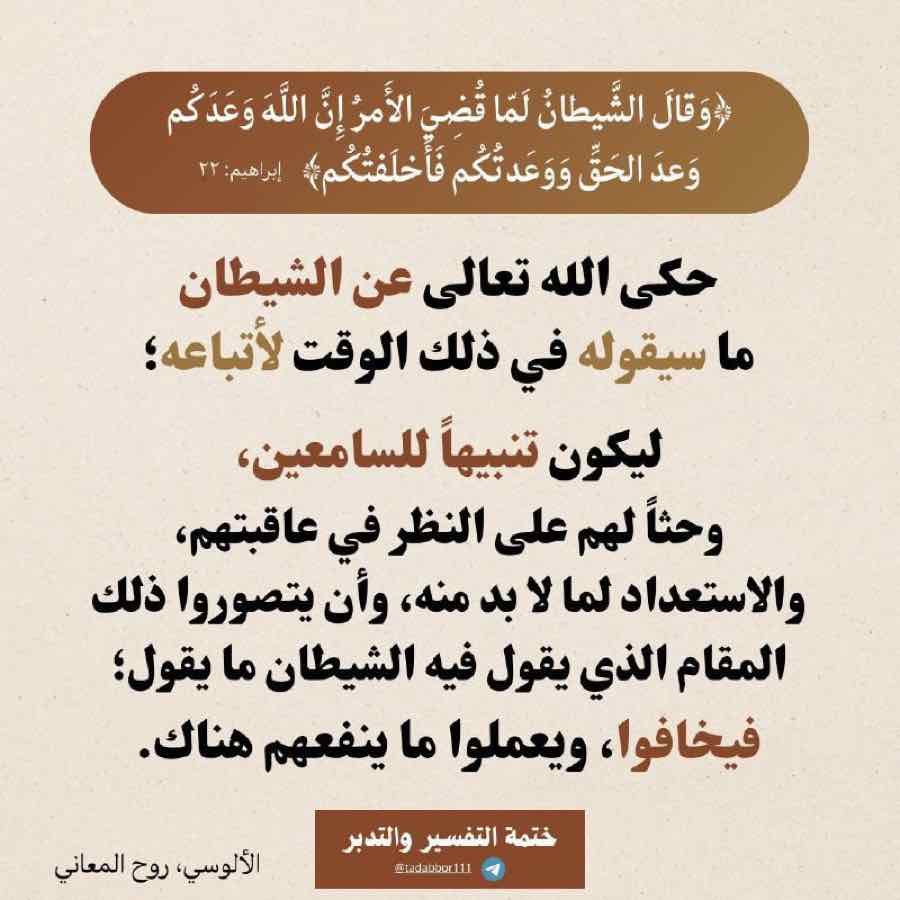 ﴿وَقالَ الشَّيطانُ لَمّا قُضِيَ الأَمرُ إِنَّ اللَّهَ وَعَدَكُم
وَعدَ الحَقِّ وَوَعَدتُكُم فَأَخلَفتُكُم﴾ إبراهيم: ٢٢
حكى الله تعالى عن الشيطان
ما سيقوله في ذلك الوقت لأتباعه؛
ليكون تنبيهاً للسامعين،
وحثاً لهم على النظر في عاقبتهم،
والاستعداد لما لا بد منه، وأن يتصوروا ذلك
المقام الذي يقول فيه الشيطان ما يقول؛
فيخافوا، ويعملوا ما ينفعهم هناك.
ختمة التفسير والتدبر
@tadabbor111
الألوسي، روح المعاني